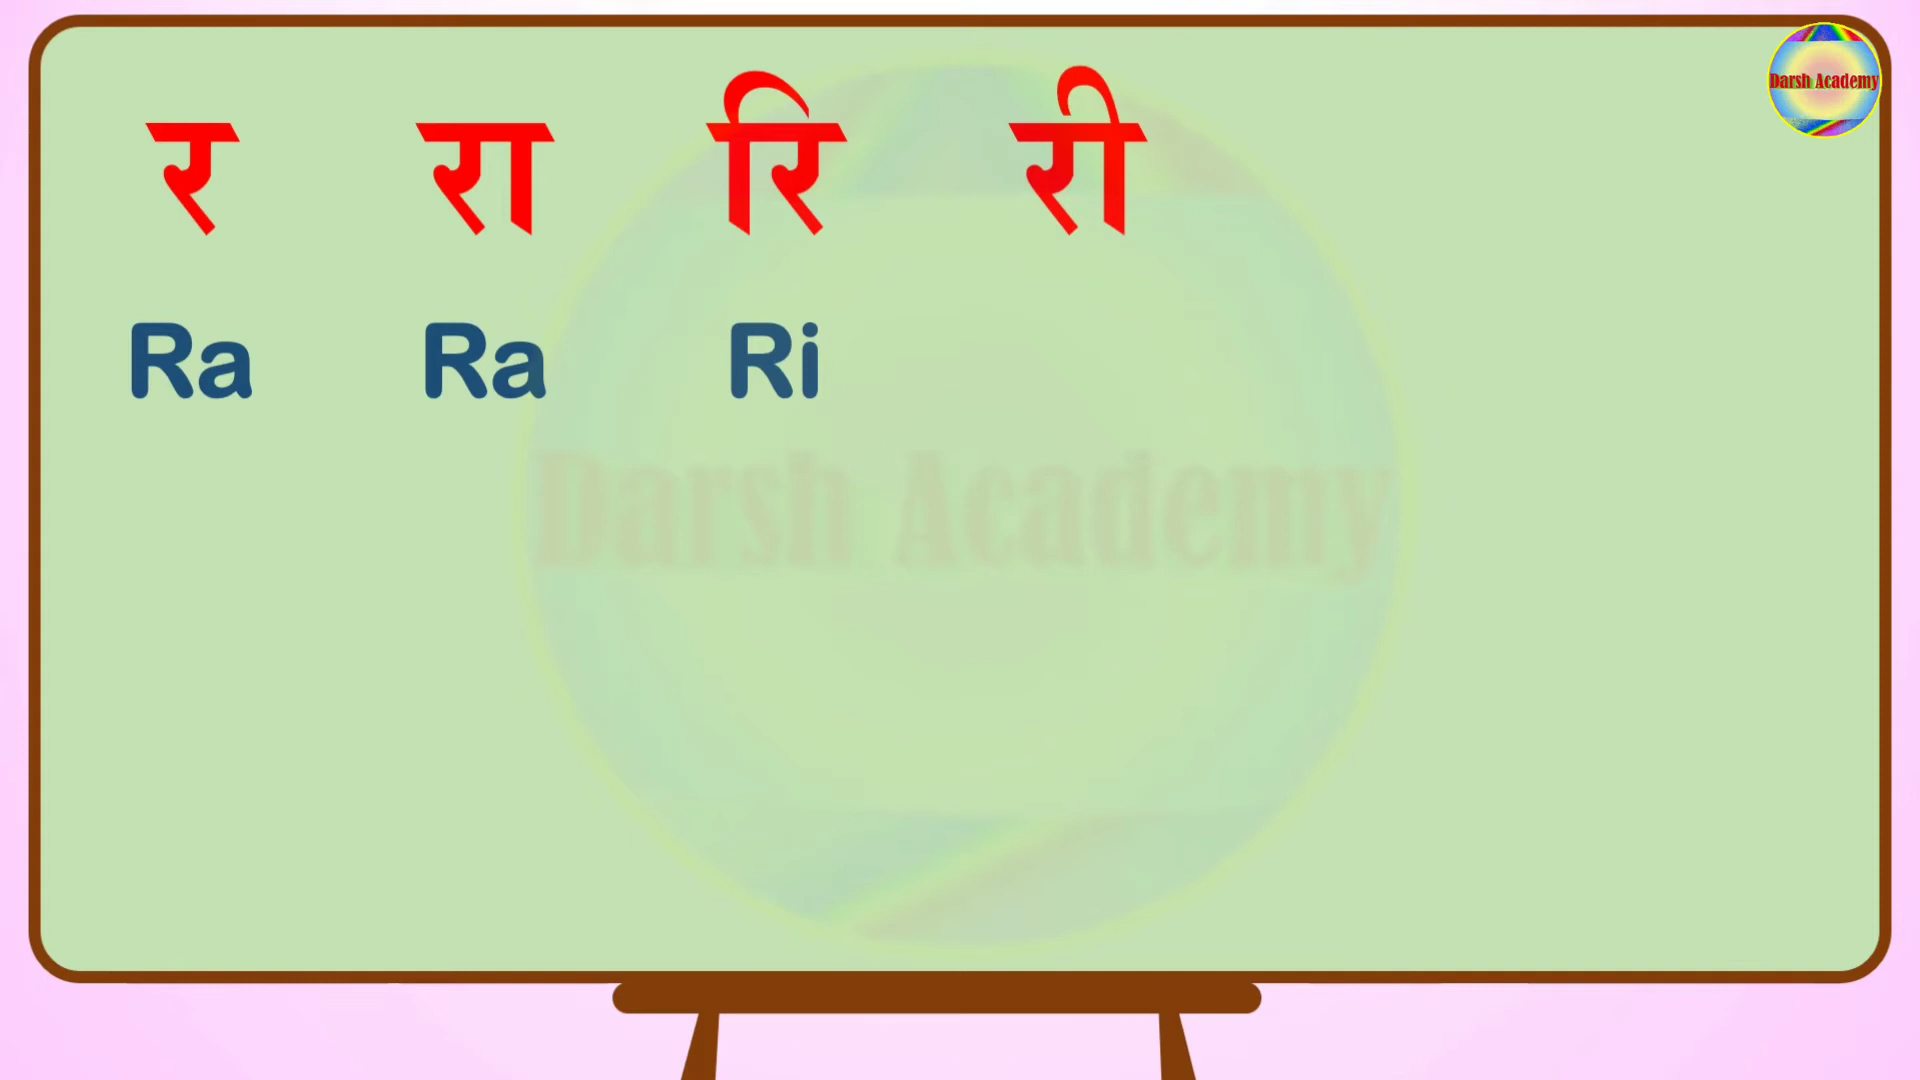 र रा रि री
Ra Ra Ri
Darsh Academy
Darsh Academy